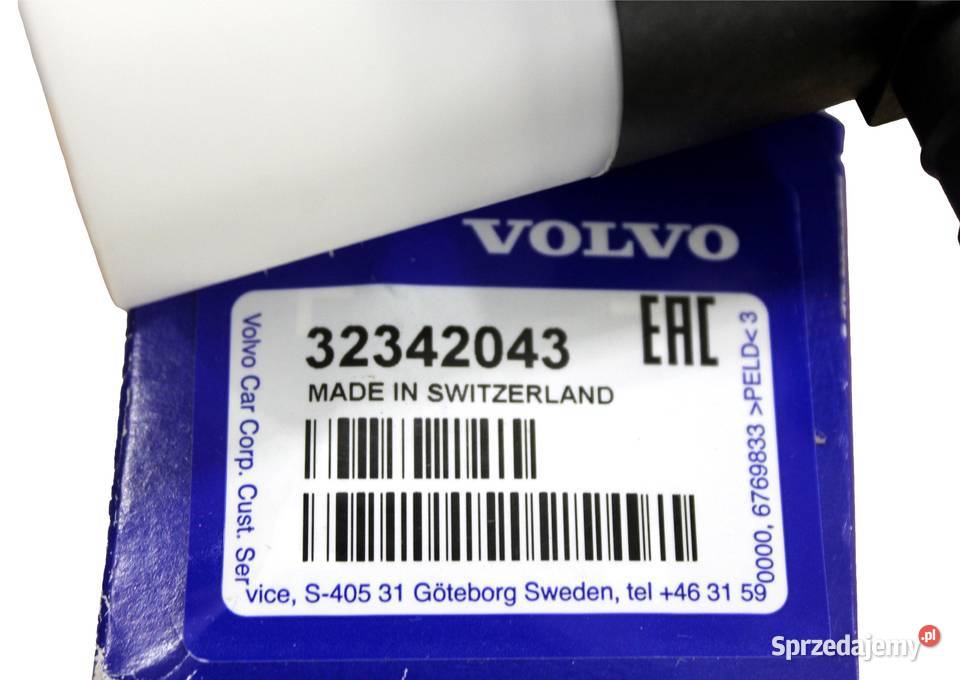 VOLVO
EAC
32342043
MADE IN SWITZERLAND
Volvo Car Corp. Cust. Ser
vice, S-405 31 Göteborg Sweden, tel +46 31 59
0000, 6769833 >PELD< 3
Sprzedajemy.pl